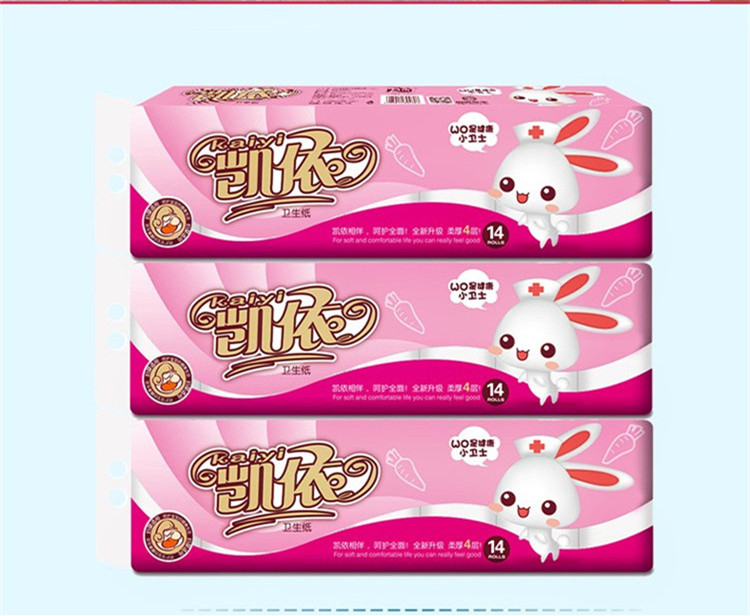 kaiyi
凯依
卫生纸
WO是健康
小卫士
凯依相伴，呵护全面！全新升级 柔厚4层！
For soft and comfortable life you can really feel good
14
ROLLS
kaiyi
凯依
卫生纸
WO是健康
小卫士
凯依相伴，呵护全面！全新升级 柔厚4层！
For soft and comfortable life you can really feel good
14
ROLLS
kaiyi
凯依
卫生纸
WO是健康
小卫士
凯依相伴，呵护全面！全新升级 柔厚4层！
For soft and comfortable life you can really feel good
14
ROLLS